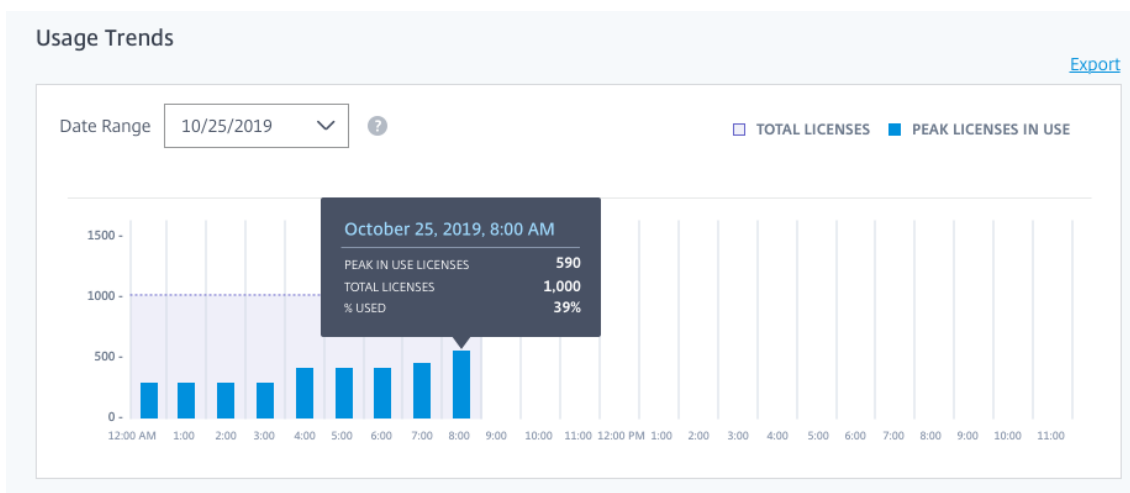 Usage Trends
Export
Date Range 10/25/2019 ?
TOTAL LICENSES PEAK LICENSES IN USE
October 25, 2019, 8:00 AM
PEAK IN USE LICENSES 590
TOTAL LICENSES 1,000
% USED 39%
1500 -
1000 -
500 -
0 -
12:00 AM 1:00 2:00 3:00 4:00 5:00 6:00 7:00 8:00 9:00 10:00 11:00 12:00 PM 1:00 2:00 3:00 4:00 5:00 6:00 7:00 8:00 9:00 10:00 11:00